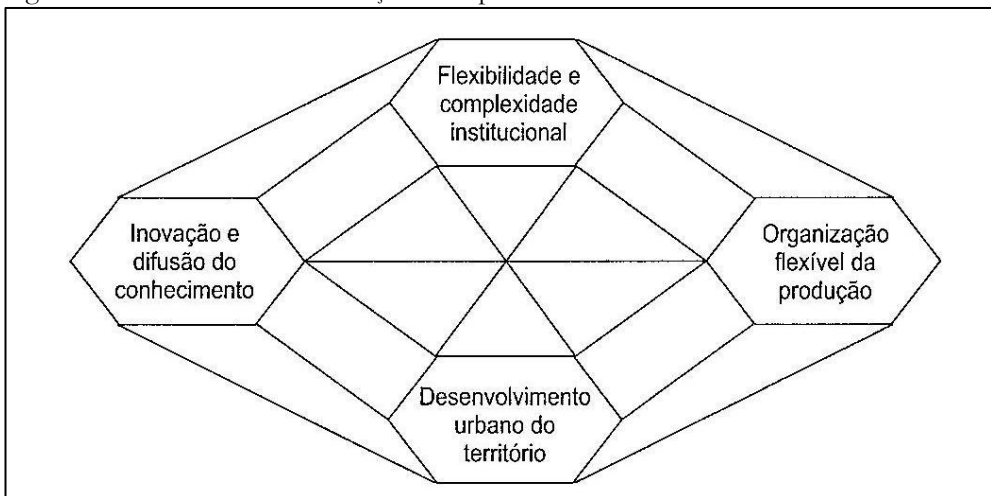 Flexibilidade e
complexidade
institucional
Inovação e
difusão do
conhecimento
Organização
flexível da
produção
Desenvolvimento
urbano do
território